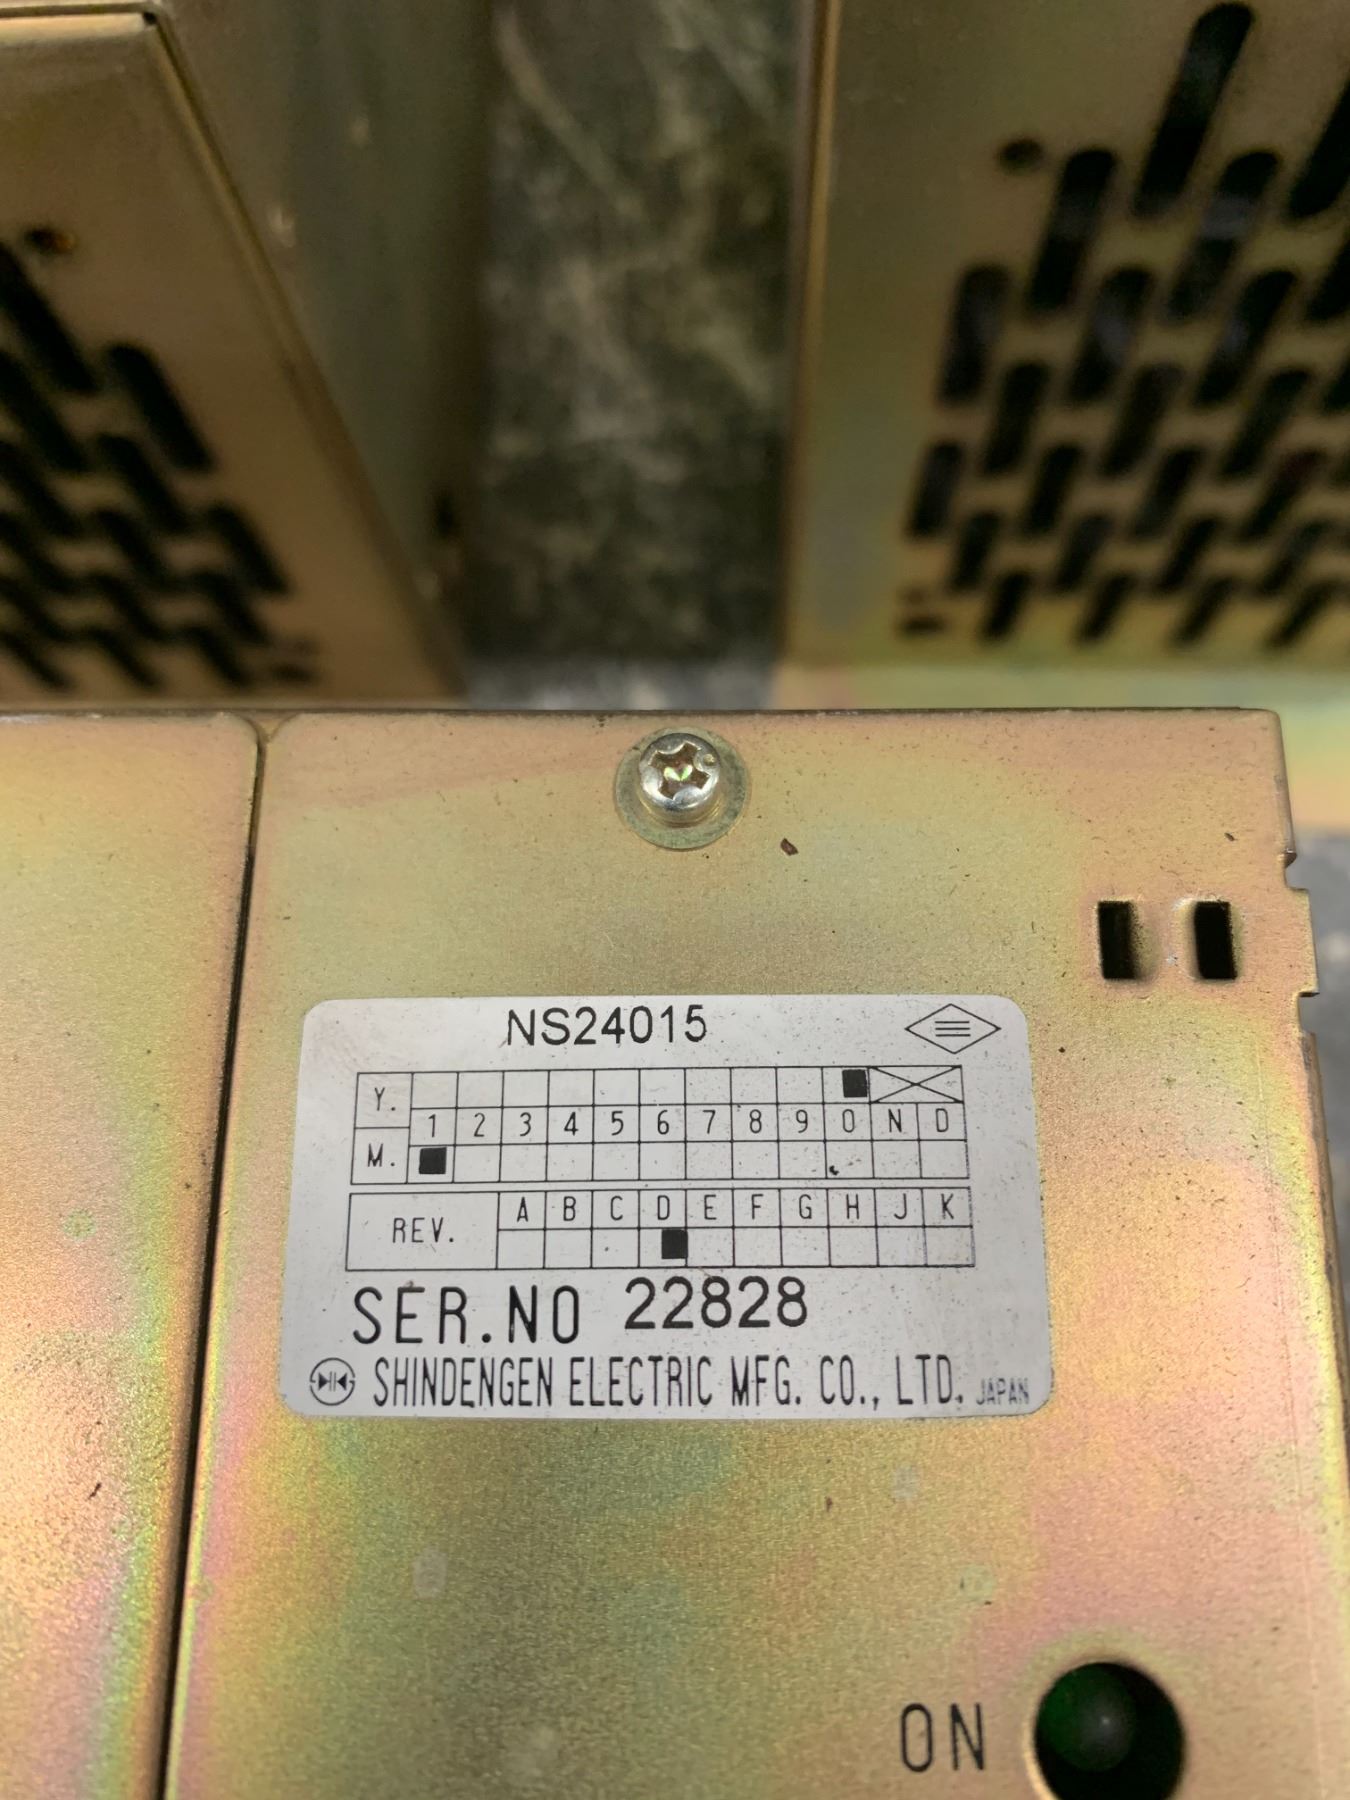 NS24015
Y.
1 2 3 4 5 6 7 8 9 0 N D
M.
REV. A B C D E F G H J K
SER.NO 22828
SHINDENGEN ELECTRIC MFG. CO., LTD. JAPAN
ON